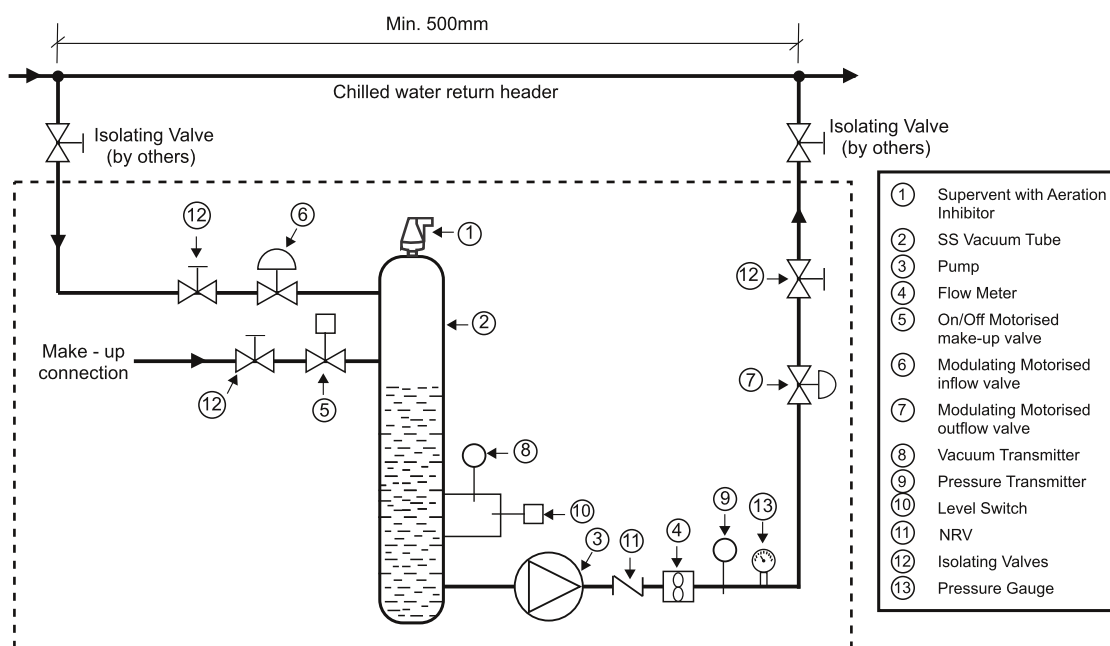 Min. 500mm
Chilled water return header
Isolating Valve
(by others)
Isolating Valve
(by others)
12
6
1
2
Make - up
connection
12
5
12
7
8
10
3
11
4
9
13
1 Supervent with Aeration
Inhibitor
2 SS Vacuum Tube
3 Pump
4 Flow Meter
5 On/Off Motorised
make-up valve
6 Modulating Motorised
inflow valve
7 Modulating Motorised
outflow valve
8 Vacuum Transmitter
9 Pressure Transmitter
10 Level Switch
11 NRV
12 Isolating Valves
13 Pressure Gauge